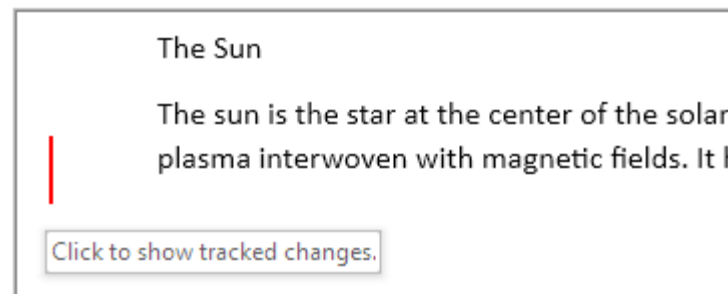 The Sun
The sun is the star at the center of the solar
plasma interwoven with magnetic fields. It
Click to show tracked changes.